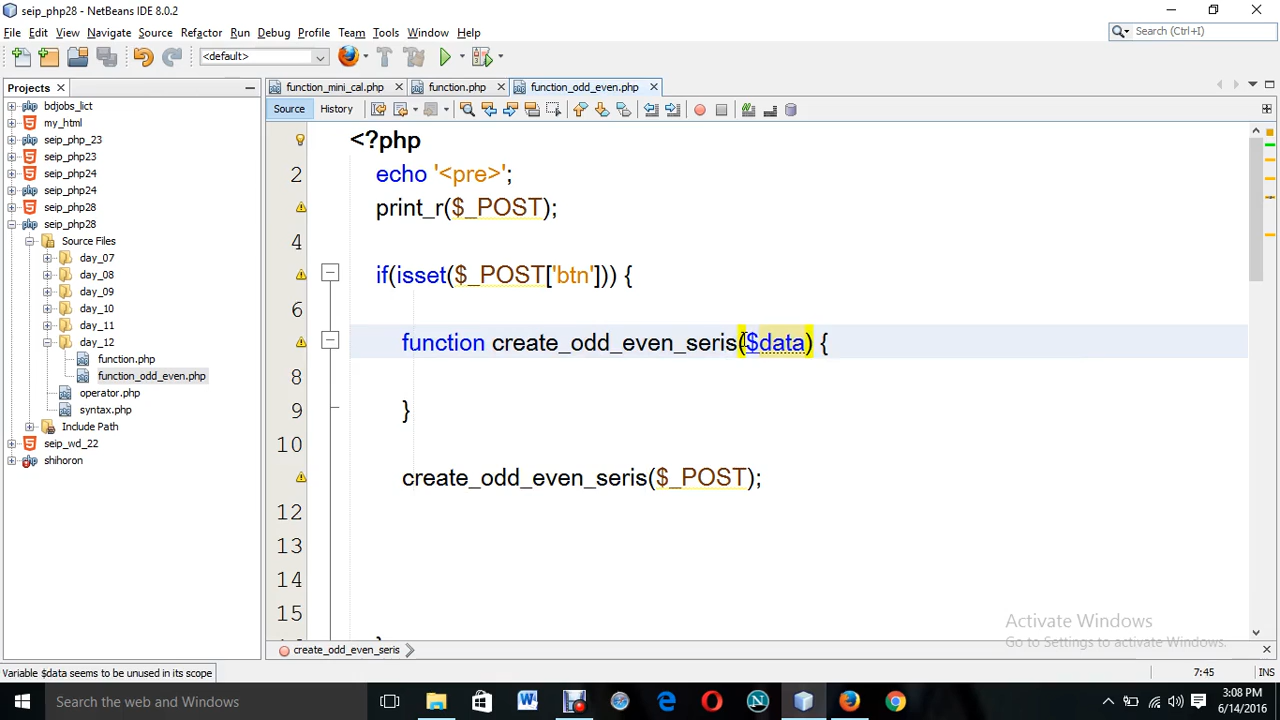 seip_php28 - NetBeans IDE 8.0.2
File Edit View Navigate Source Refactor Run Debug Profile Team Tools Window Help
Search (Ctrl+I)
<default>
Projects
function_mini_cal.php
function.php
function_odd_even.php
Source
History
bdjobs_lict
my_html
seip_php_23
seip_php23
seip_php24
seip_php24
seip_php28
seip_php28
Source Files
day_07
day_08
day_09
day_10
day_11
day_12
function.php
function_odd_even.php
operator.php
syntax.php
Include Path
seip_wd_22
shihoron
<?php
2 echo '<pre>';
print_r($_POST);
4
if(isset($_POST['btn'])) {
6
function create_odd_even_seris($data) {
8
9 }
10
create_odd_even_seris($_POST);
12
13
14
15
}
create_odd_even_seris
Activate Windows
Go to Settings to activate Windows.
Variable $data seems to be unused in its scope
7:45
INS
Search the web and Windows
3:08 PM
6/14/2016